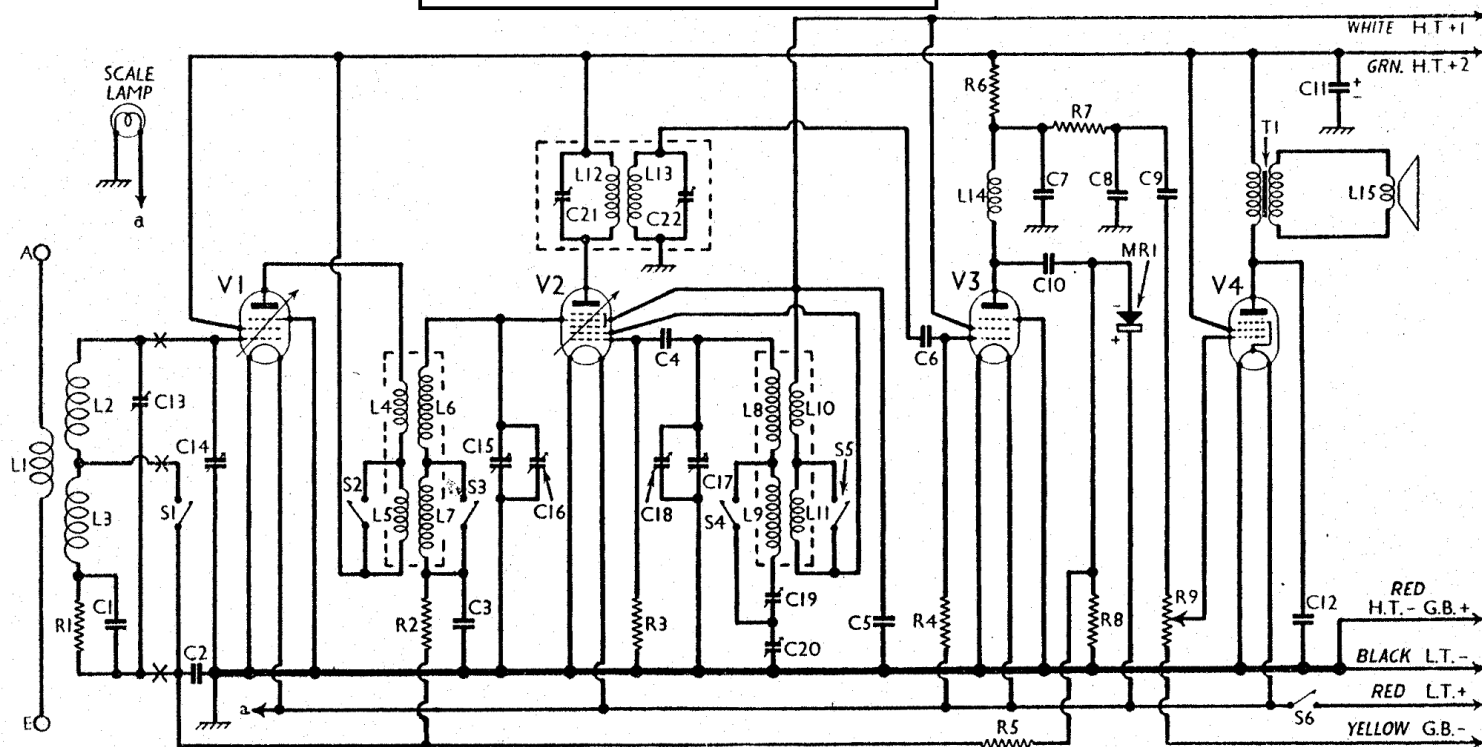 WHITE H.T +1
GRN. H.T.+2
SCALE
LAMP
a
R6
R7
C11 + -
T1
L12
L13
C21
C22
L14
C7
C8
C9
L15
A
V1
V2
V3
C10
MR1
V4
- +
C4
C6
L2
C13
C14
L4
L6
C15
C16
L8
L10
C17
C18
S5
L1
L3
S1
S2
L5
L7
S3
S4
L9
L11
C1
R1
C2
R2
C3
R3
C19
C20
C5
R4
R8
R9
C12
RED
H.T.- G.B.+
BLACK L.T.-
a
RED L.T.+
S6
E
R5
YELLOW G.B.-